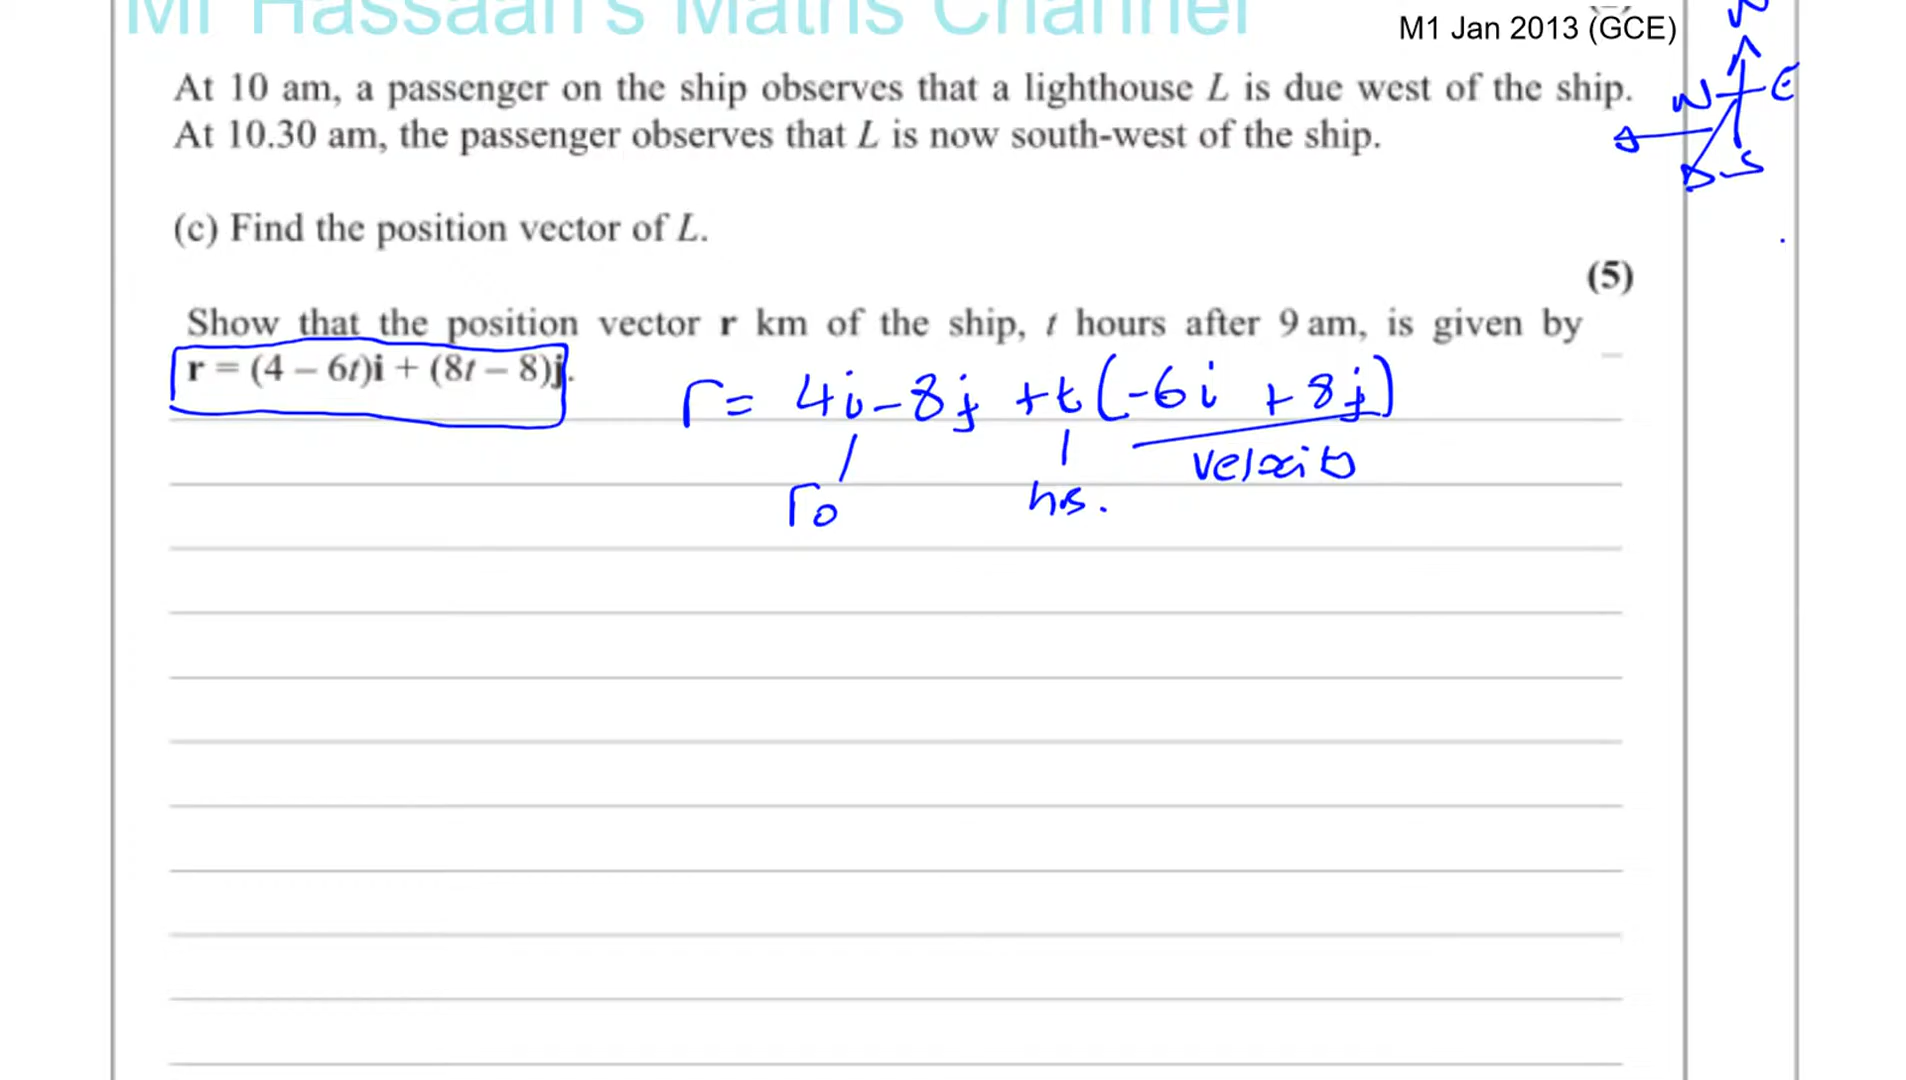 Mr Hassaan's Maths Channel
M1 Jan 2013 (GCE)
N
W E
S
At 10 am, a passenger on the ship observes that a lighthouse L is due west of the ship.
At 10.30 am, the passenger observes that L is now south-west of the ship.
(c) Find the position vector of L.
(5)
Show that the position vector r km of the ship, t hours after 9 am, is given by
r = (4 – 6t)i + (8t – 8)j.
r = 4i - 8j + t(-6i + 8j)
r0 hrs. velocity